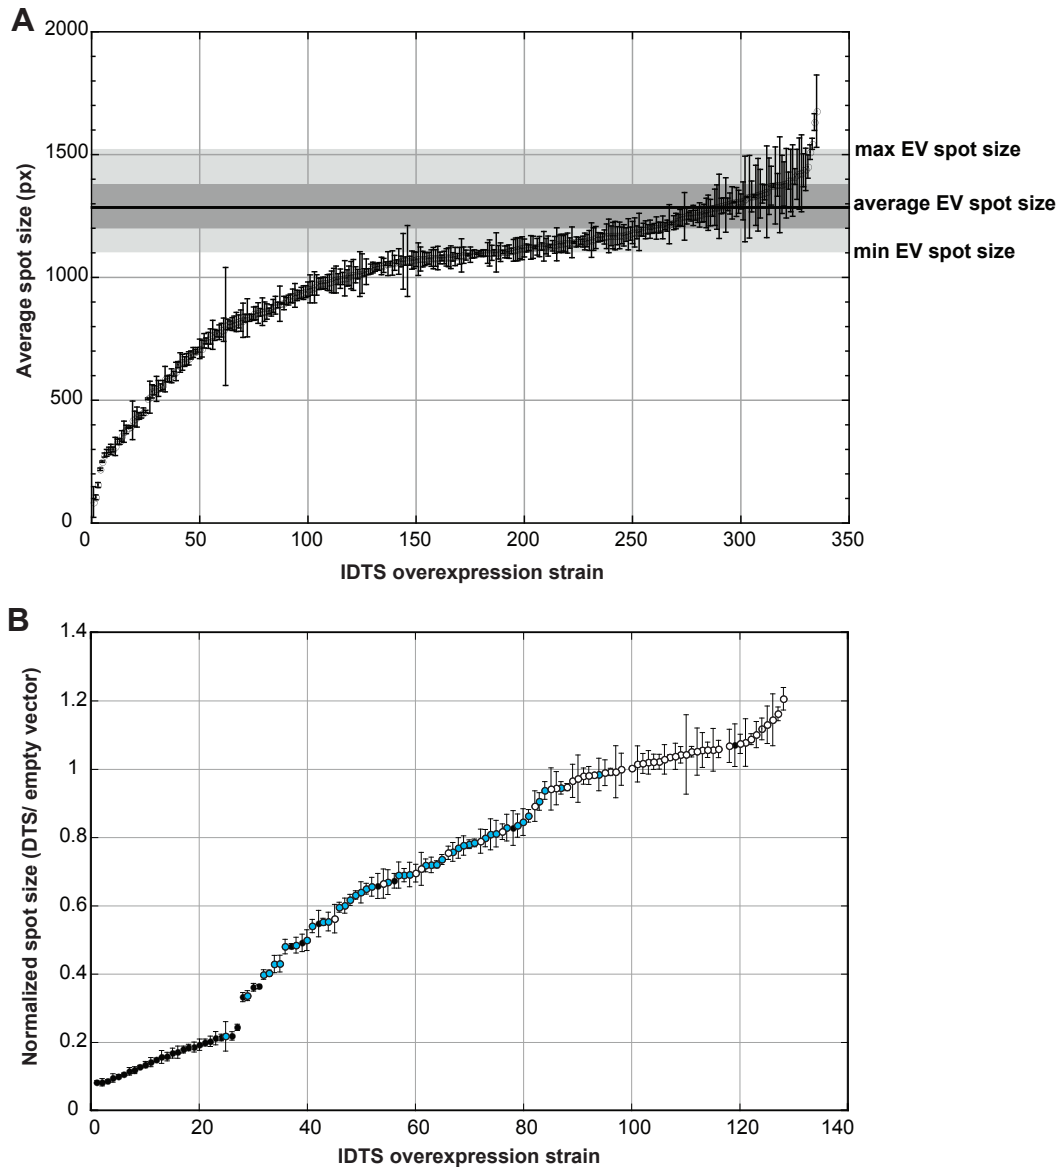 A
2000
1500
1000
500
0
Average spot size (px)
max EV spot size
average EV spot size
min EV spot size
0 50 100 150 200 250 300 350
IDTS overexpression strain
B
1.4
1.2
1
0.8
0.6
0.4
0.2
0
Normalized spot size (DTS/ empty vector)
0 20 40 60 80 100 120 140
IDTS overexpression strain